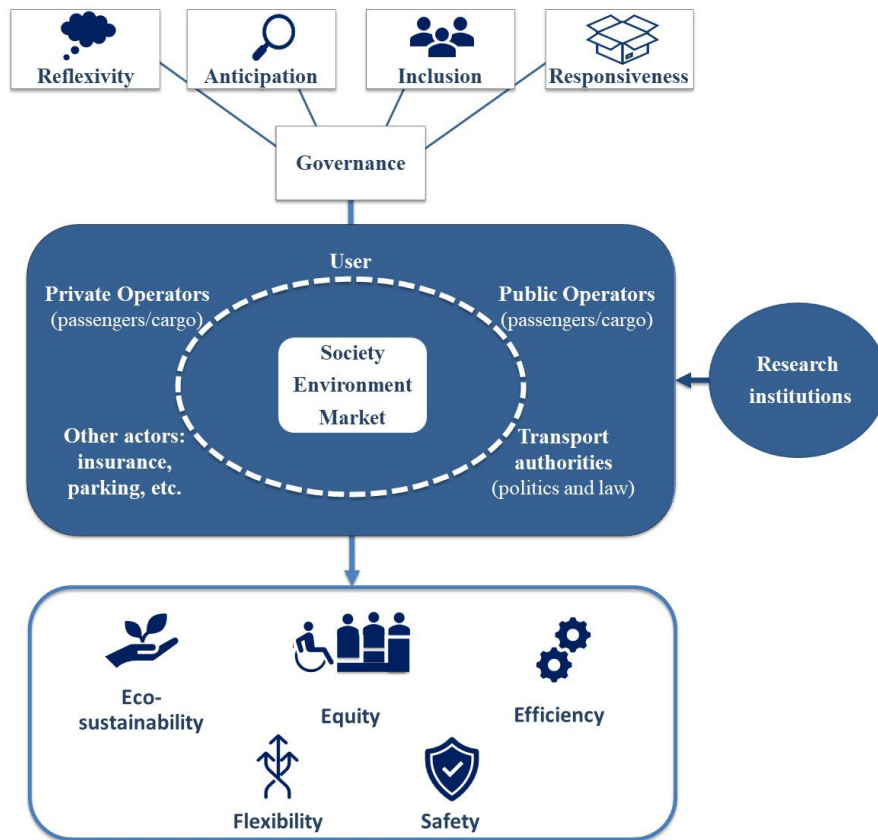 Reflexivity
Anticipation
Inclusion
Responsiveness
Governance
User
Private Operators
(passengers/cargo)
Public Operators
(passengers/cargo)
Society
Environment
Market
Research
institutions
Other actors:
insurance,
parking, etc.
Transport
authorities
(politics and law)
Eco-
sustainability
Equity
Efficiency
Flexibility
Safety